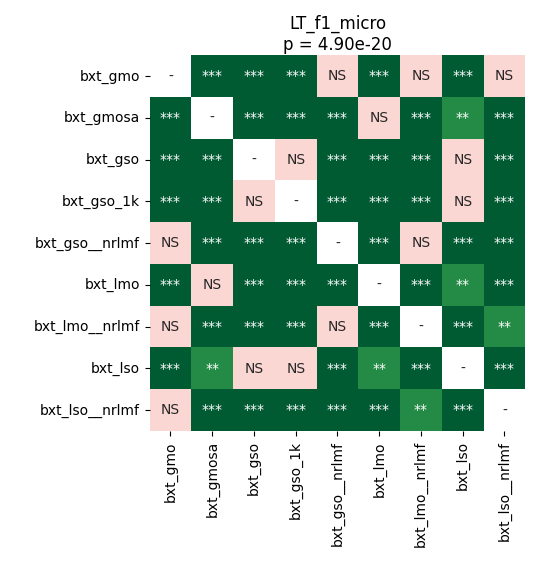 LT_f1_micro
p = 4.90e-20
bxt_gmo - *** *** *** NS *** NS *** NS
bxt_gmosa *** - *** *** *** NS *** ** ***
bxt_gso *** *** - NS *** *** *** NS ***
bxt_gso_1k *** *** NS - *** *** *** NS ***
bxt_gso__nrlmf NS *** *** *** - *** NS *** ***
bxt_lmo *** NS *** *** *** - *** ** ***
bxt_lmo__nrlmf NS *** *** *** NS *** - *** **
bxt_lso *** ** NS NS *** ** *** - ***
bxt_lso__nrlmf NS *** *** *** *** *** ** *** -
bxt_gmo
bxt_gmosa
bxt_gso
bxt_gso_1k
bxt_gso__nrlmf
bxt_lmo
bxt_lmo__nrlmf
bxt_lso
bxt_lso__nrlmf